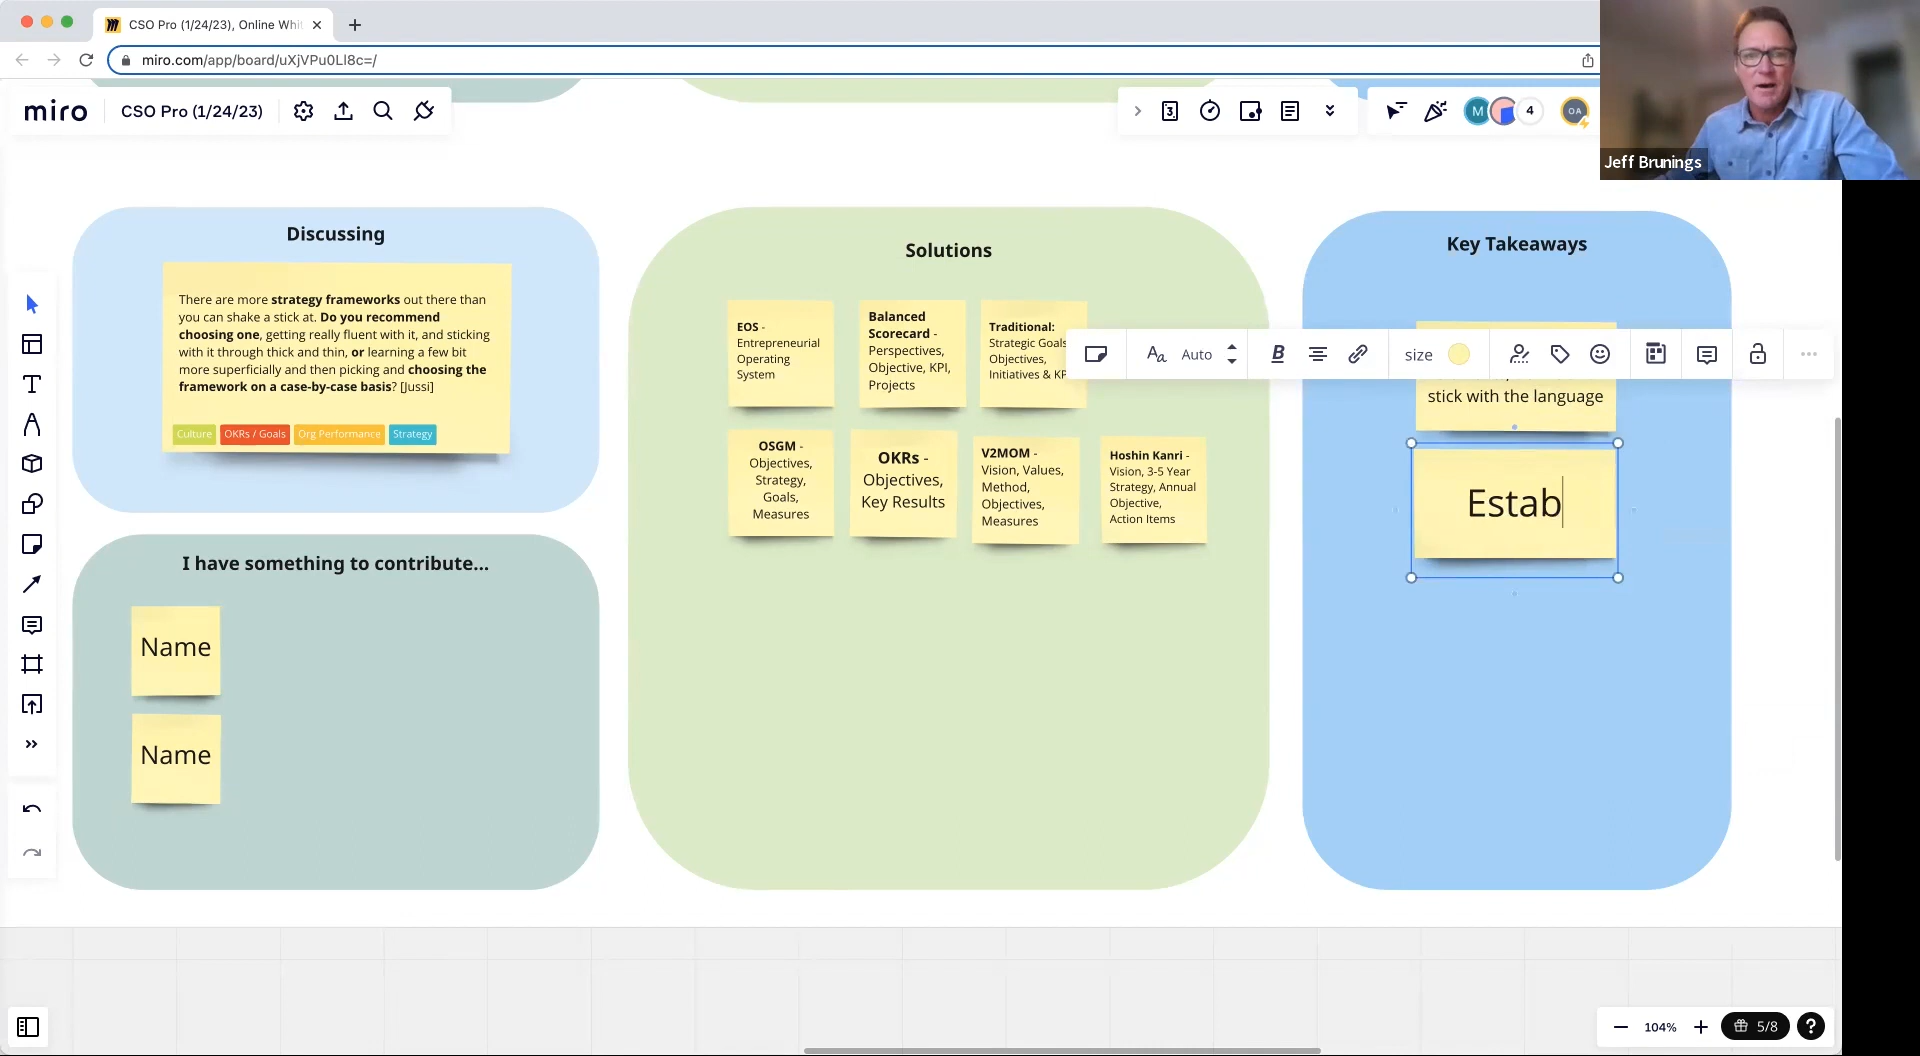 CSO Pro (1/24/23), Online Whit
miro.com/app/board/uXjVPu0Ll8c=/
miro
CSO Pro (1/24/23)
3
M
4
OA
Jeff Brunings
Discussing
There are more strategy frameworks out there than
you can shake a stick at. Do you recommend
choosing one, getting really fluent with it, and sticking
with it through thick and thin, or learning a few bit
more superficially and then picking and choosing the
framework on a case-by-case basis? [Jussi]
Culture
OKRs / Goals
Org Performance
Strategy
I have something to contribute...
Name
Name
Solutions
EOS -
Entrepreneurial
Operating
System
Balanced
Scorecard -
Perspectives,
Objective, KPI,
Projects
Traditional:
Strategic Goals
Objectives,
Initiatives & KP
OSGM -
Objectives,
Strategy,
Goals,
Measures
OKRs -
Objectives,
Key Results
V2MOM -
Vision, Values,
Method,
Objectives,
Measures
Hoshin Kanri -
Vision, 3-5 Year
Strategy, Annual
Objective,
Action Items
Key Takeaways
Aa
Auto
B
size
stick with the language
Estab
104%
5/8
?